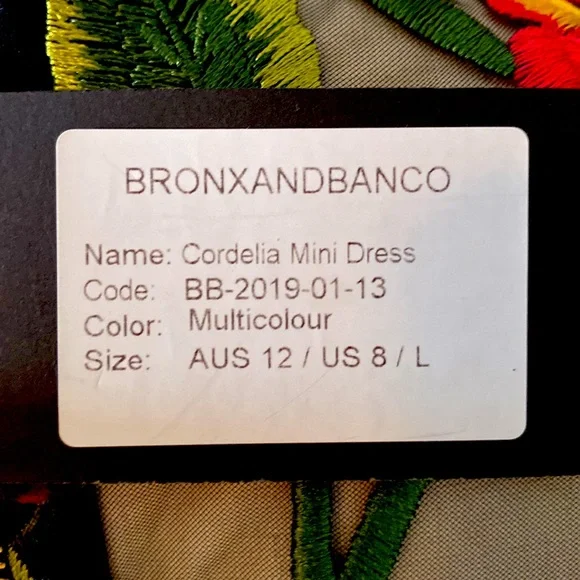 BRONXANDBANCO
Name: Cordelia Mini Dress
Code: BB-2019-01-13
Color: Multicolour
Size: AUS 12 / US 8 / L